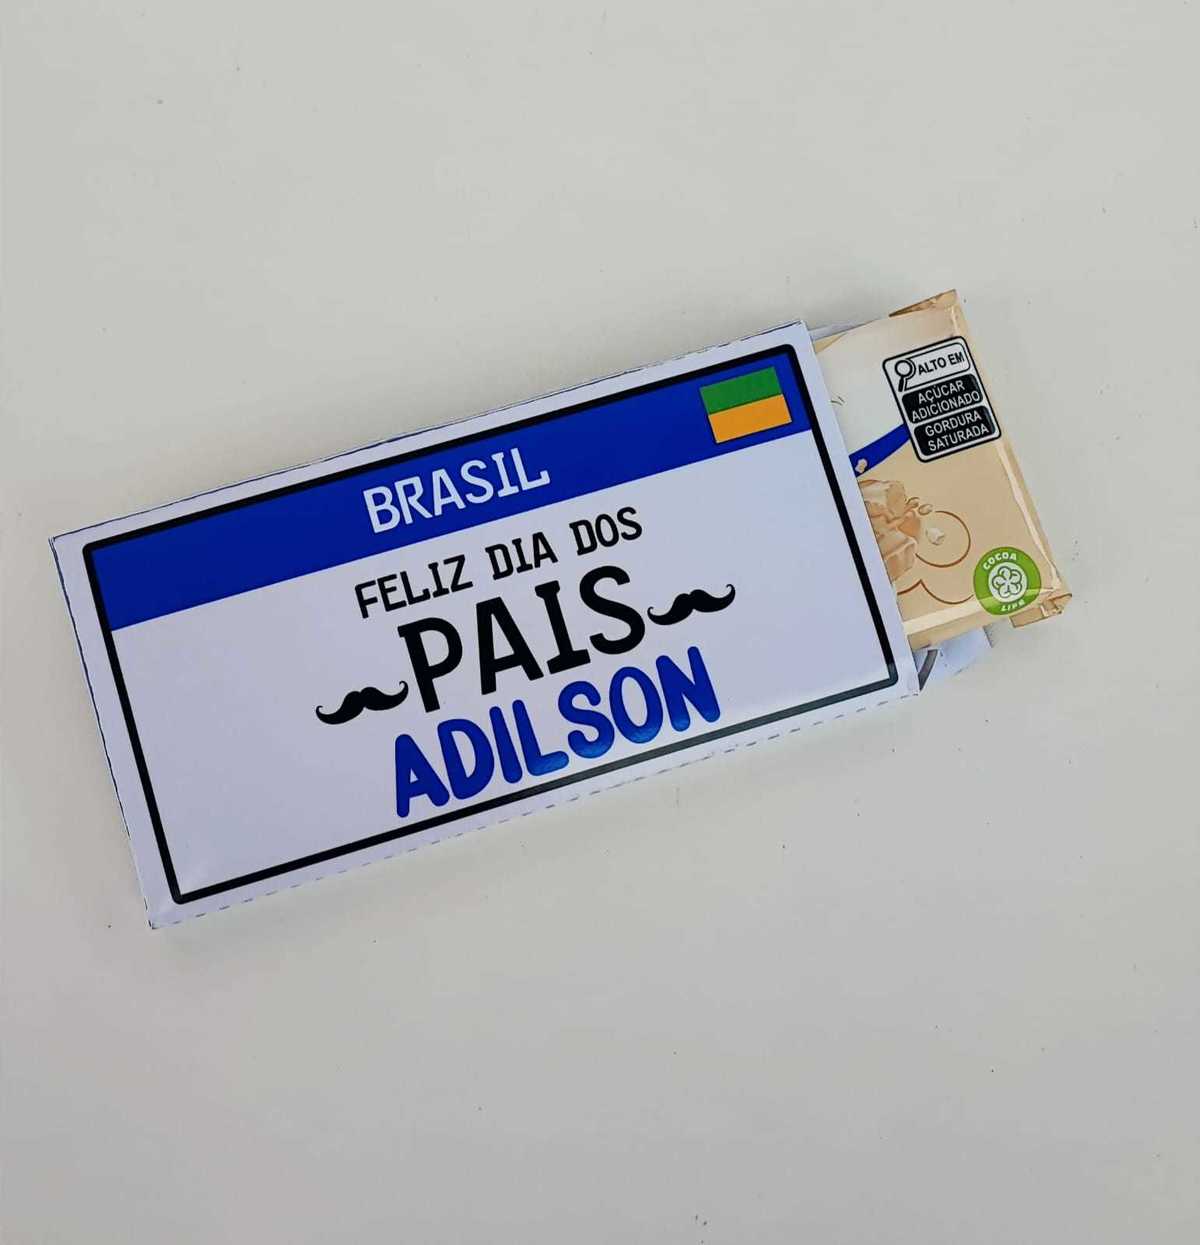 BRASIL
FELIZ DIA DOS
PAIS
ADILSON
ALTO EM
AÇÚCAR
ADICIONADO
GORDURA
SATURADA
COCOA
LIFE